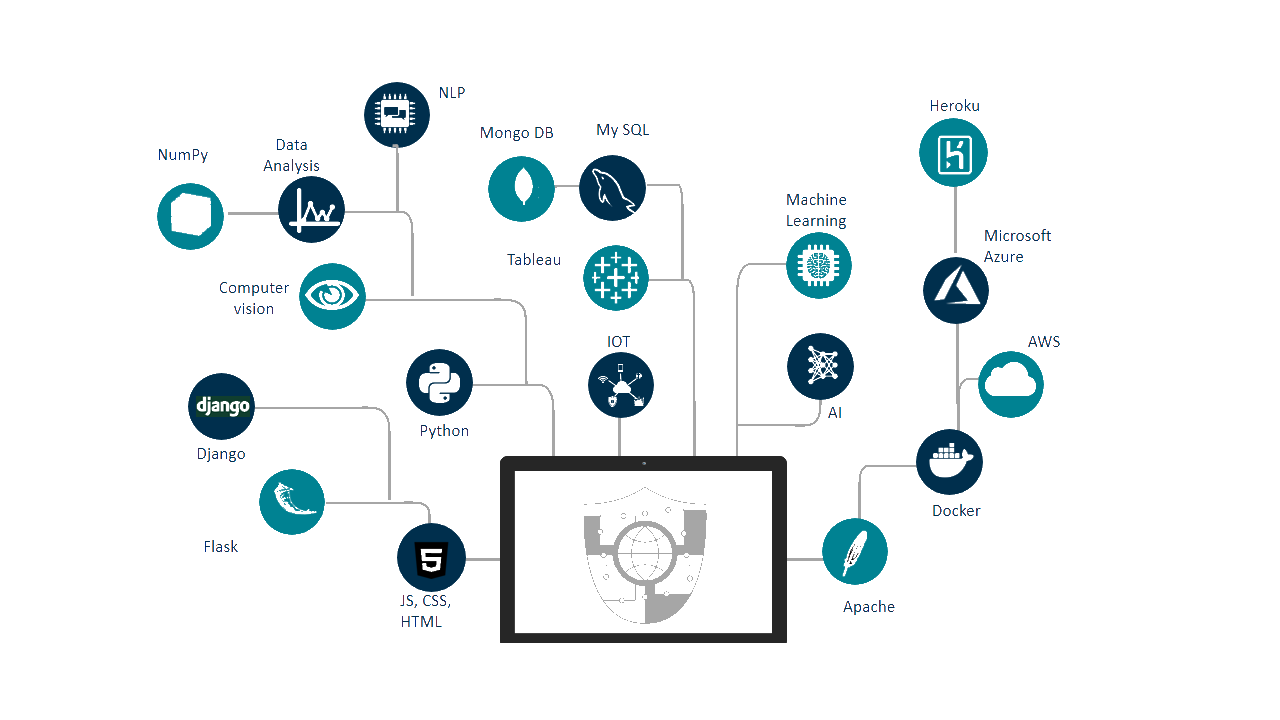 NLP
Heroku
Mongo DB
My SQL
NumPy
Data
Analysis
Machine
Learning
Microsoft
Azure
Tableau
Computer
vision
IOT
AWS
django
AI
Python
Django
Docker
Flask
5
JS, CSS,
HTML
Apache